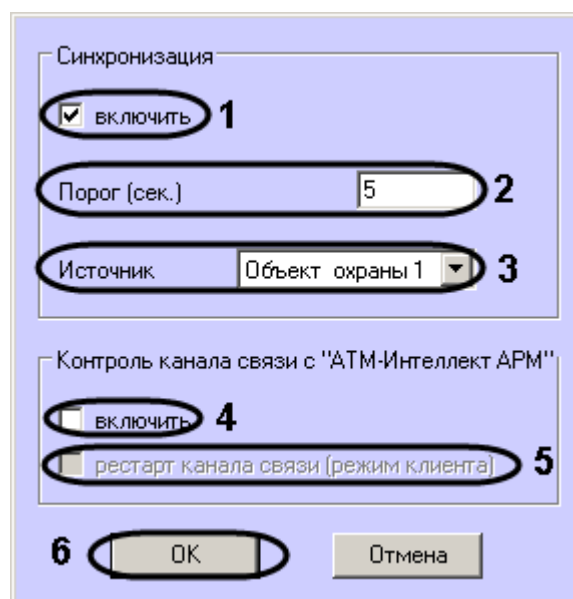 Синхронизация
включить 1
Порог (сек.) 5 2
Источник Объект охраны 1 3
Контроль канала связи с "АТМ-Интеллект АРМ"
включить 4
рестарт канала связи (режим клиента) 5
6 OK Отмена